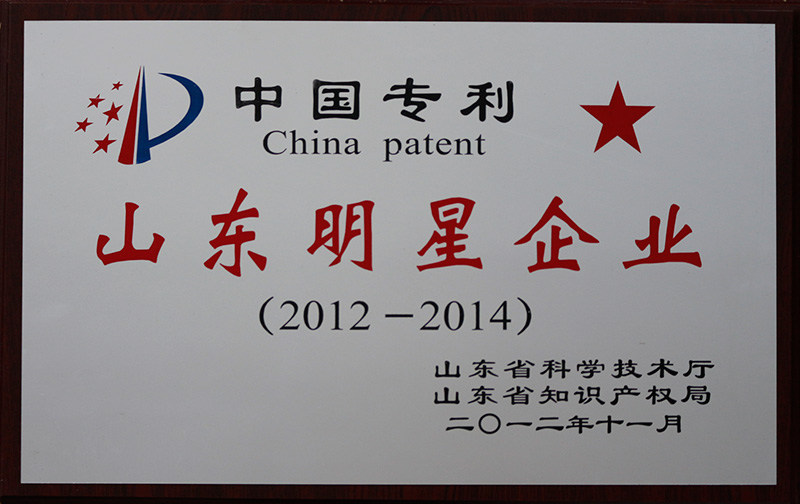 中国专利
China patent
山东明星企业
(2012－2014)
山东省科学技术厅
山东省知识产权局
二〇一二年十一月